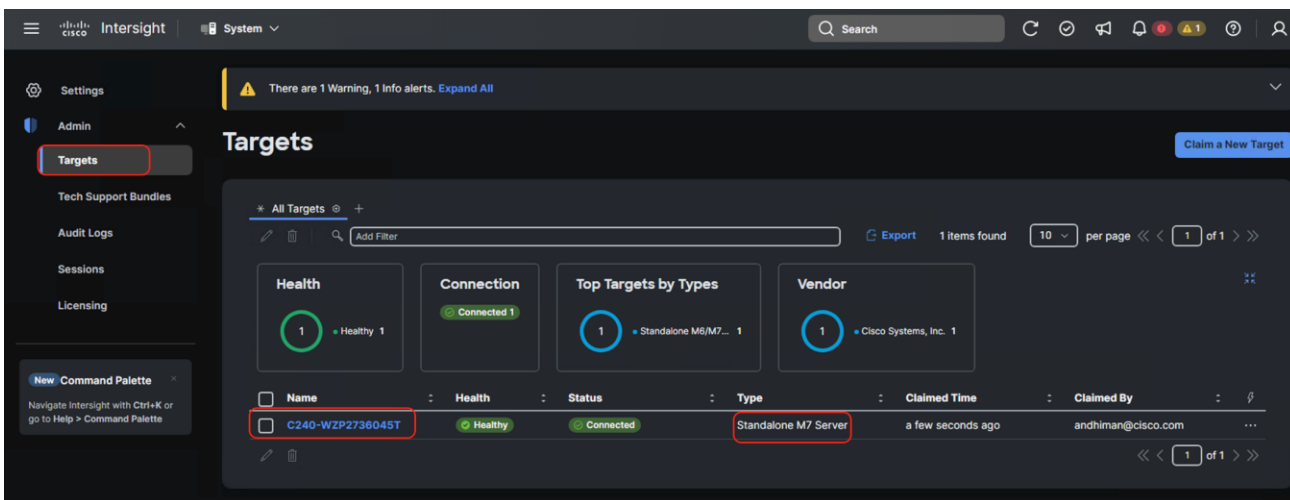 cisco Intersight System Search 1
Settings
There are 1 Warning, 1 Info alerts. Expand All
Admin
Targets
Claim a New Target
Targets
Tech Support Bundles
All Targets +
Audit Logs
Add Filter Export 1 items found 10 per page 1 of 1
Sessions
Health Connection Top Targets by Types Vendor
Licensing
Connected 1
1 Healthy 1 1 Standalone M6/M7... 1 1 Cisco Systems, Inc. 1
New Command Palette
Navigate Intersight with Ctrl+K or
go to Help > Command Palette
Name Health Status Type Claimed Time Claimed By
C240-WZP2736045T Healthy Connected Standalone M7 Server a few seconds ago andhiman@cisco.com ...
1 of 1